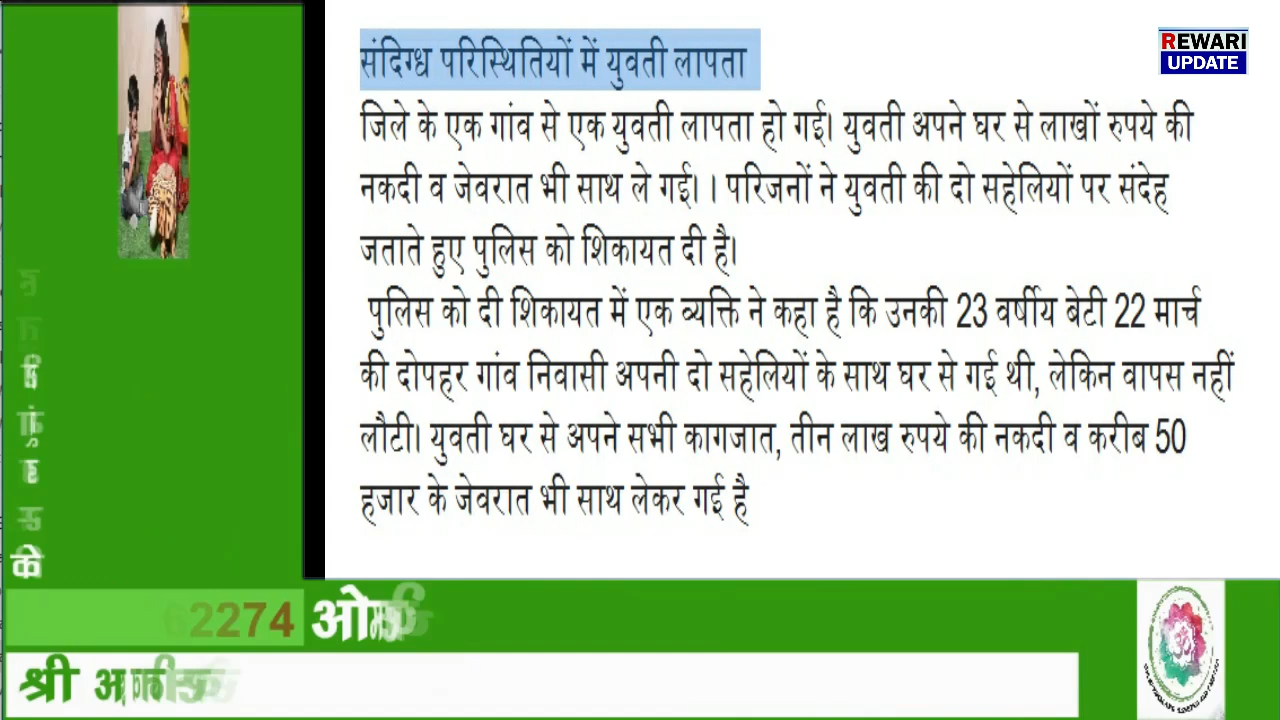 संदिग्ध परिस्थितियों में युवती लापता
REWARI
UPDATE
जिले के एक गांव से एक युवती लापता हो गई। युवती अपने घर से लाखों रुपये की
नकदी व जेवरात भी साथ ले गई। । परिजनों ने युवती की दो सहेलियों पर संदेह
जताते हुए पुलिस को शिकायत दी है।
पुलिस को दी शिकायत में एक व्यक्ति ने कहा है कि उनकी 23 वर्षीय बेटी 22 मार्च
की दोपहर गांव निवासी अपनी दो सहेलियों के साथ घर से गई थी, लेकिन वापस नहीं
लौटी। युवती घर से अपने सभी कागजात, तीन लाख रुपये की नकदी व करीब 50
हजार के जेवरात भी साथ लेकर गई है
की
62274
श्री